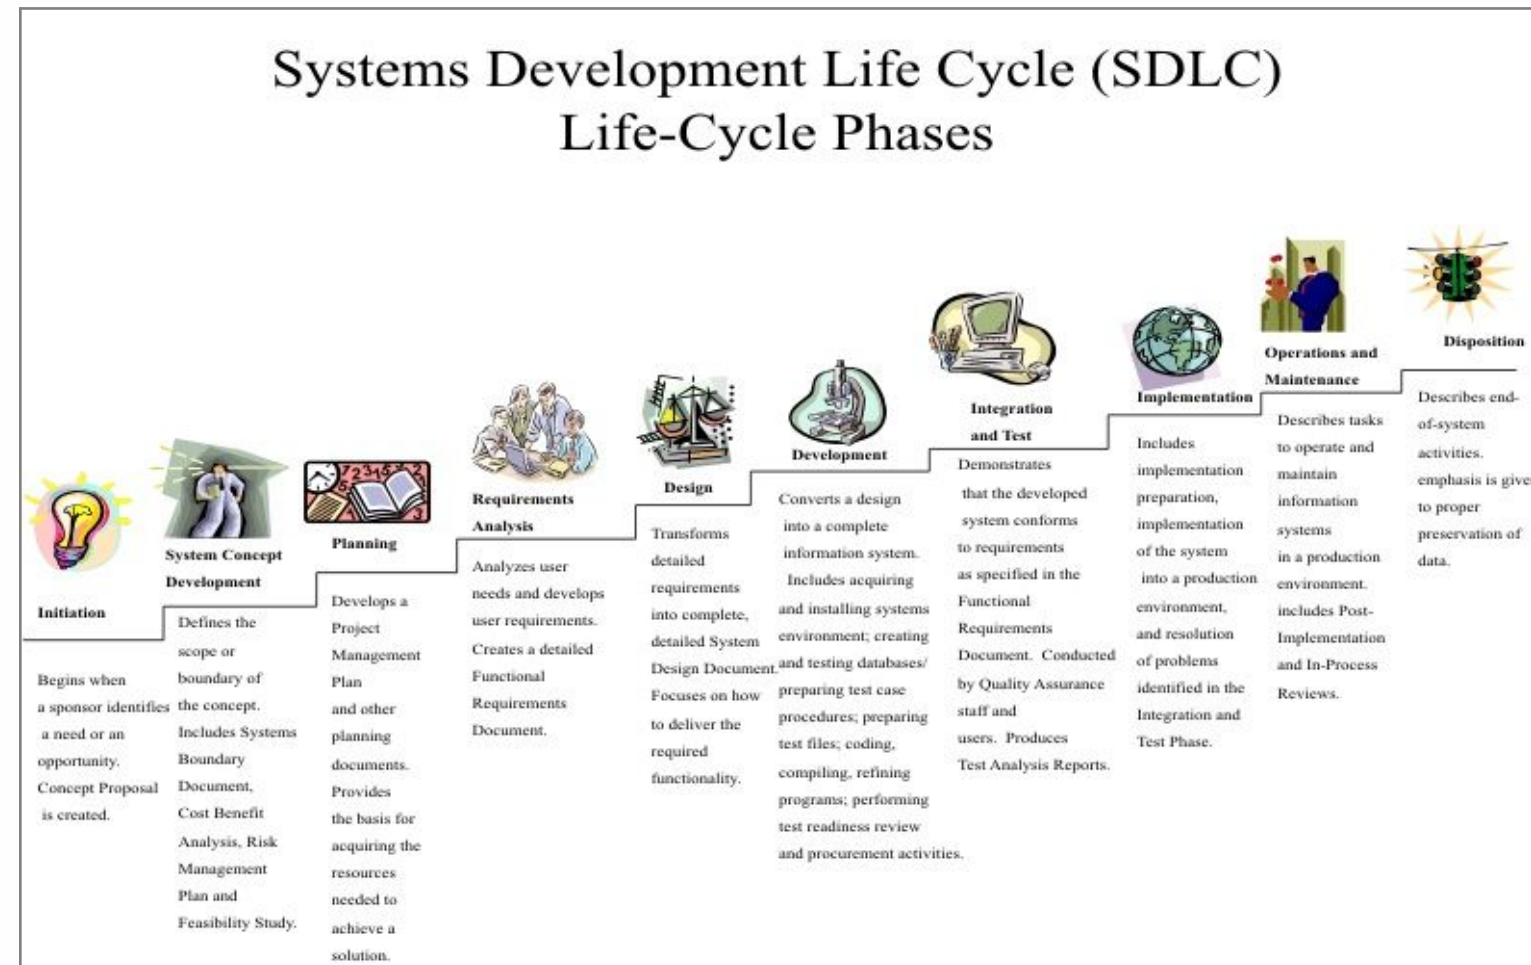 Systems Development Life Cycle (SDLC)
Life-Cycle Phases
Initiation
Begins when
a sponsor identifies
a need or an
opportunity.
Concept Proposal
is created.
System Concept
Development
Defines the
scope or
boundary of
the concept.
Includes Systems
Boundary
Document,
Cost Benefit
Analysis, Risk
Management
Plan and
Feasibility Study.
Planning
Develops a
Project
Management
Plan
and other
planning
documents.
Provides
the basis for
acquiring the
resources
needed to
achieve a
solution.
Requirements
Analysis
Analyzes user
needs and develops
user requirements.
Creates a detailed
Functional
Requirements
Document.
Design
Transforms
detailed
requirements
into complete,
detailed System
Design Document.
Focuses on how
to deliver the
required
functionality.
Development
Converts a design
into a complete
information system.
Includes acquiring
and installing systems
environment; creating
and testing databases/
preparing test case
procedures; preparing
test files; coding,
compiling, refining
programs; performing
test readiness review
and procurement activities.
Integration
and Test
Demonstrates
that the developed
system conforms
to requirements
as specified in the
Functional
Requirements
Document. Conducted
by Quality Assurance
staff and
users. Produces
Test Analysis Reports.
Implementation
Includes
implementation
preparation,
implementation
of the system
into a production
environment,
and resolution
of problems
identified in the
Integration and
Test Phase.
Operations and
Maintenance
Describes tasks
to operate and
maintain
information
systems
in a production
environment.
includes Post-
Implementation
and In-Process
Reviews.
Disposition
Describes end-
of-system
activities.
emphasis is give
to proper
preservation of
data.